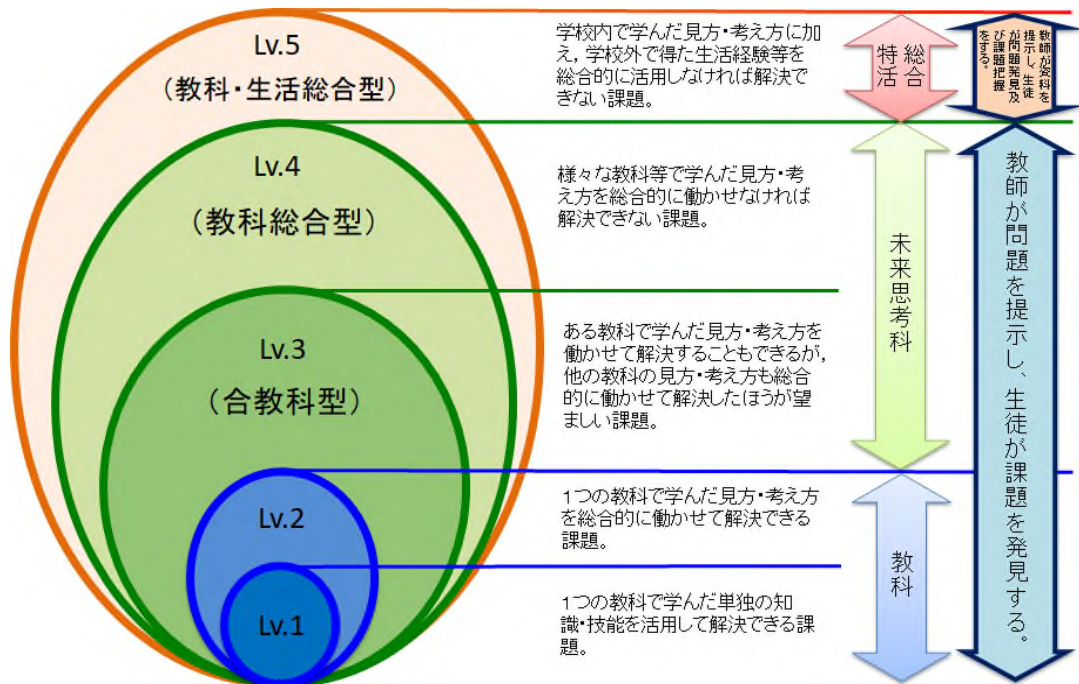 Lv.5
(教科・生活総合型)
学校内で学んだ見方・考え方に加
え,学校外で得た生活経験等を
総合的に活用しなければ解決で
きない課題。
総合
特活
教師が資料を
提示し、生徒
が問題発見及
び課題把握
をする。
Lv.4
(教科総合型)
様々な教科等で学んだ見方・考
え方を総合的に働かせなければ
解決できない課題。
Lv.3
(合教科型)
ある教科で学んだ見方・考え方を
働かせて解決することもできるが,
他の教科の見方・考え方も総合
的に働かせて解決したほうが望
ましい課題。
未来思考科
Lv.2
1つの教科で学んだ見方・考え方
を総合的に働かせて解決できる
課題。
Lv.1
1つの教科で学んだ単独の知
識・技能を活用して解決できる課
題。
教科
教師が問題を提示し、生徒が課題を発見する。